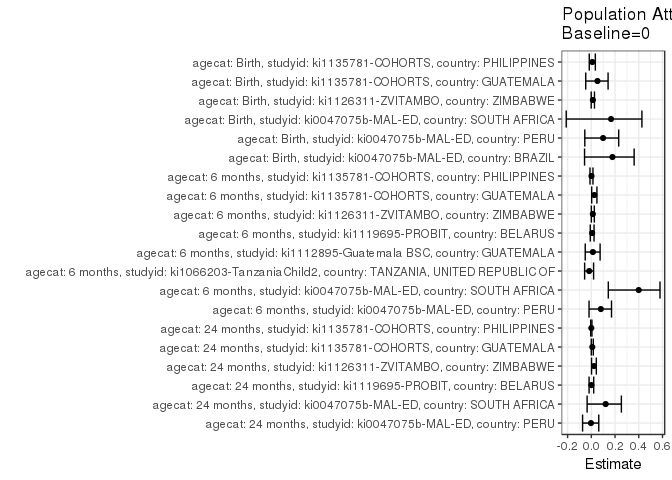 Population Att
Baseline=0
agecat: Birth, studyid: ki1135781-COHORTS, country: PHILIPPINES
agecat: Birth, studyid: ki1135781-COHORTS, country: GUATEMALA
agecat: Birth, studyid: ki1126311-ZVITAMBO, country: ZIMBABWE
agecat: Birth, studyid: ki0047075b-MAL-ED, country: SOUTH AFRICA
agecat: Birth, studyid: ki0047075b-MAL-ED, country: PERU
agecat: Birth, studyid: ki0047075b-MAL-ED, country: BRAZIL
agecat: 6 months, studyid: ki1135781-COHORTS, country: PHILIPPINES
agecat: 6 months, studyid: ki1135781-COHORTS, country: GUATEMALA
agecat: 6 months, studyid: ki1126311-ZVITAMBO, country: ZIMBABWE
agecat: 6 months, studyid: ki1119695-PROBIT, country: BELARUS
agecat: 6 months, studyid: ki1112895-Guatemala BSC, country: GUATEMALA
agecat: 6 months, studyid: ki1066203-TanzaniaChild2, country: TANZANIA, UNITED REPUBLIC OF
agecat: 6 months, studyid: ki0047075b-MAL-ED, country: SOUTH AFRICA
agecat: 6 months, studyid: ki0047075b-MAL-ED, country: PERU
agecat: 24 months, studyid: ki1135781-COHORTS, country: PHILIPPINES
agecat: 24 months, studyid: ki1135781-COHORTS, country: GUATEMALA
agecat: 24 months, studyid: ki1126311-ZVITAMBO, country: ZIMBABWE
agecat: 24 months, studyid: ki1119695-PROBIT, country: BELARUS
agecat: 24 months, studyid: ki0047075b-MAL-ED, country: SOUTH AFRICA
agecat: 24 months, studyid: ki0047075b-MAL-ED, country: PERU
-0.2 0.0 0.2 0.4 0.6
Estimate